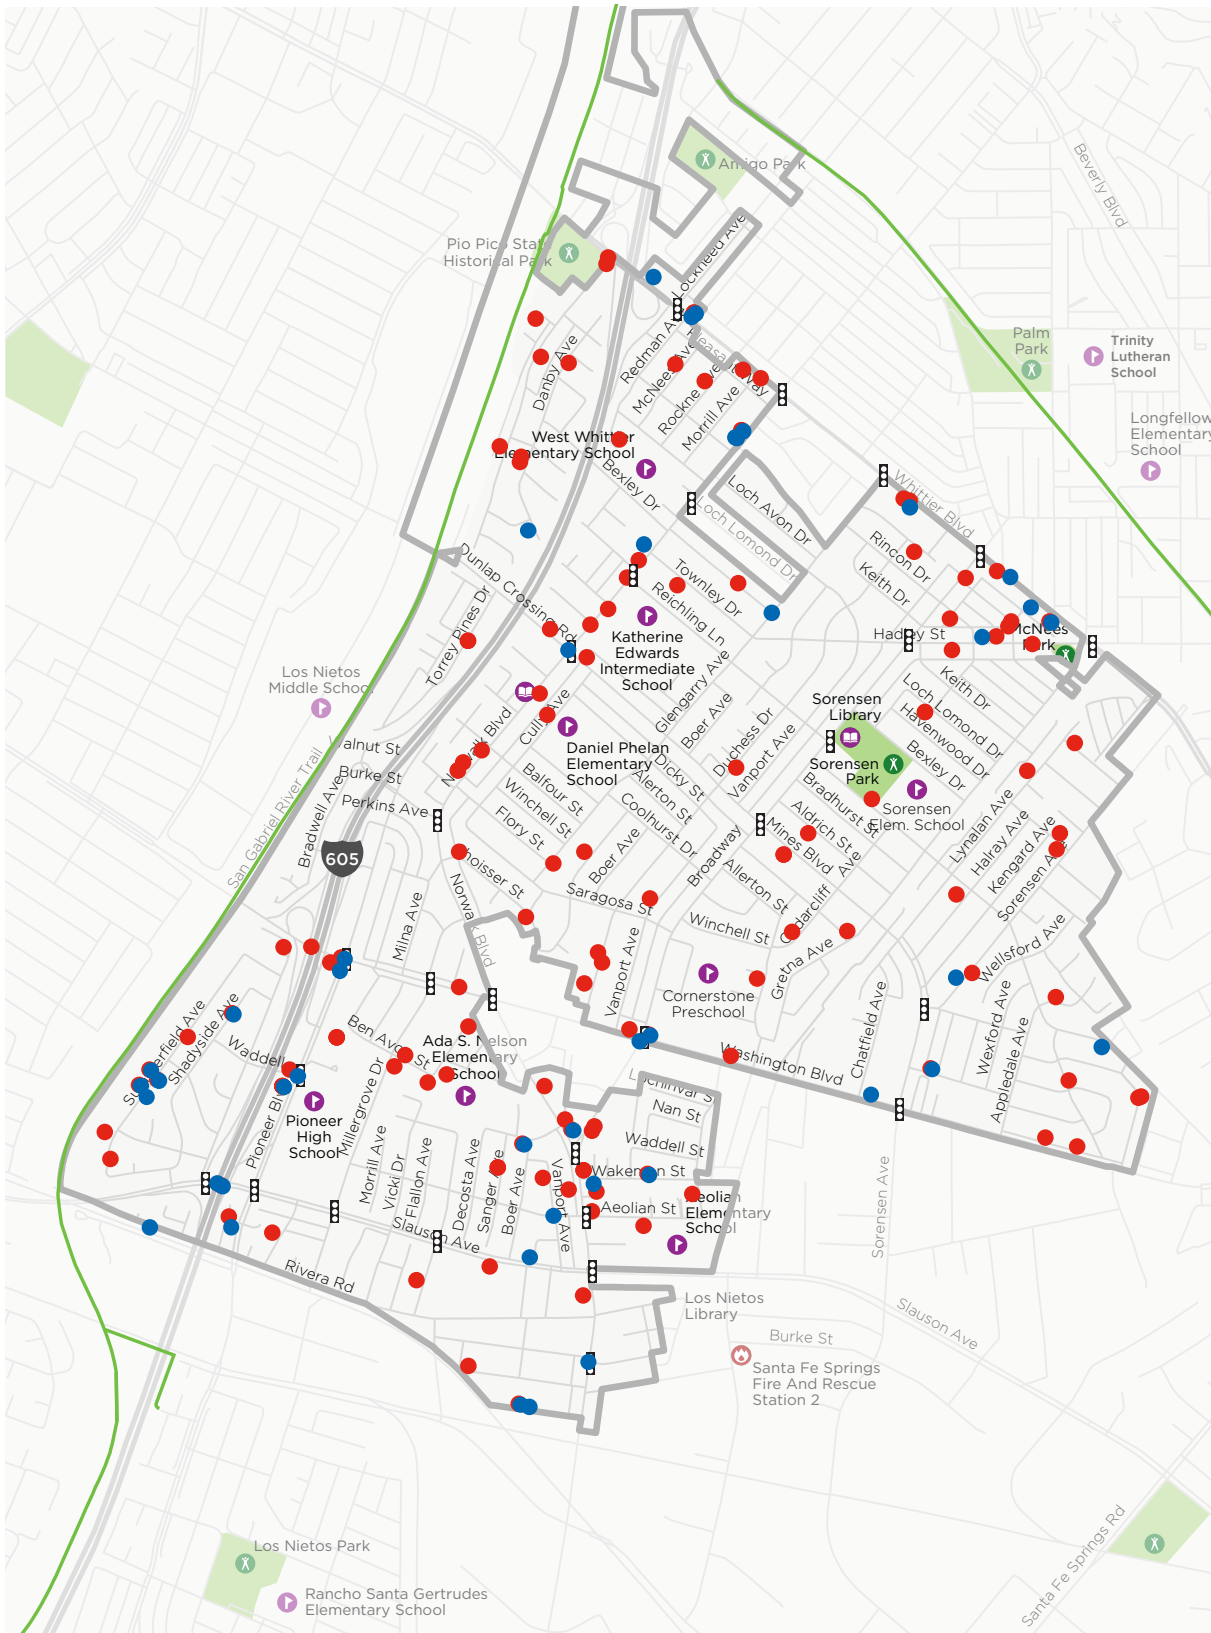 Beverly Blvd
Amigo Park
Lockheed Ave
Pio Pico State
Historical Park
Palm
Park
Trinity
Lutheran
School
Redman Ave
Pleasant Way
Danby Ave
McNees Ave
Rockne Ave
Morrill Ave
Longfellow
Elementary
School
West Whittier
Elementary School
Bexley Dr
Loch Avon Dr
Loch Lomond Dr
Whittier Blvd
Rincon Dr
Keith Dr
Dunlap Crossing Rd
Townley Dr
Reichling Ln
Torrey Pines Dr
Katherine
Edwards
Intermediate
School
Hadley St
McNees
Park
Los Nietos
Middle School
Keith Dr
Loch Lomond Dr
Havenwood Dr
Bexley Dr
Glengarry Ave
Boer Ave
Sorensen
Library
Sorensen
Park
Norwalk Blvd
Cully Ave
Daniel Phelan
Elementary
School
Duchess Dr
Vanport Ave
Walnut St
Burke St
Perkins Ave
Dicky St
Allerton St
Coolhurst Dr
Balfour St
Winchell St
Flory St
Bradhurst St
Aldrich St
Mines Blvd
Sorensen
Elem. School
San Gabriel River Trail
Bradwell Ave
605
Lynalan Ave
Halray Ave
Kengard Ave
Sorensen Ave
Choisser St
Boer Ave
Broadway
Allerton St
Cedarcliff Ave
Saragosa St
Winchell St
Norwalk Blvd
Milna Ave
Vanport Ave
Gretna Ave
Wellsford Ave
Cornerstone
Preschool
Chatfield Ave
Wexford Ave
Appledale Ave
Shadyside Ave
Waddell
Ben Avon St
Ada S. Nelson
Elementary
School
Washington Blvd
Lochinvar St
Nan St
Waddell St
Wakeman St
Aeolian St
Pioneer
High
School
Pioneer Blvd
Millergrove Dr
Morrill Ave
Vicki Dr
Flallon Ave
Decosta Ave
Sanger Ave
Boer Ave
Vanport Ave
Aeolian
Elementary
School
Sorensen Ave
Slauson Ave
Rivera Rd
Los Nietos
Library
Slauson Ave
Burke St
Santa Fe Springs
Fire And Rescue
Station 2
Los Nietos Park
Rancho Santa Gertrudes
Elementary School
Santa Fe Springs Rd